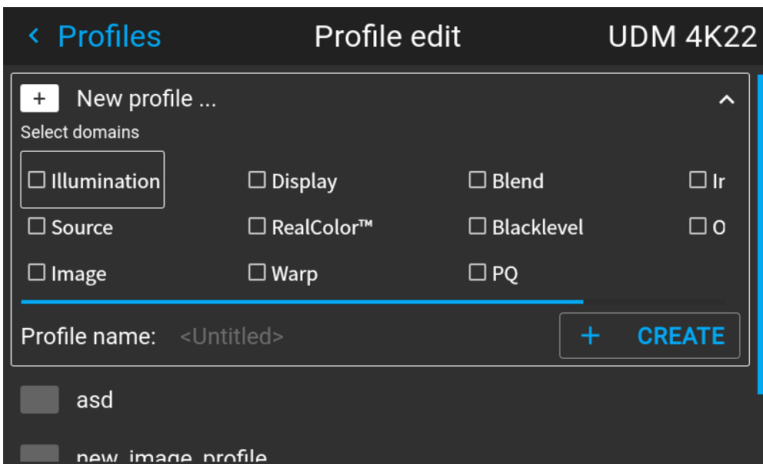 < Profiles Profile edit UDM 4K22
+ New profile ...
Select domains
Illumination Display Blend
Source RealColor™ Blacklevel
Image Warp PQ
Profile name: <Untitled> + CREATE
asd
new_image_profile